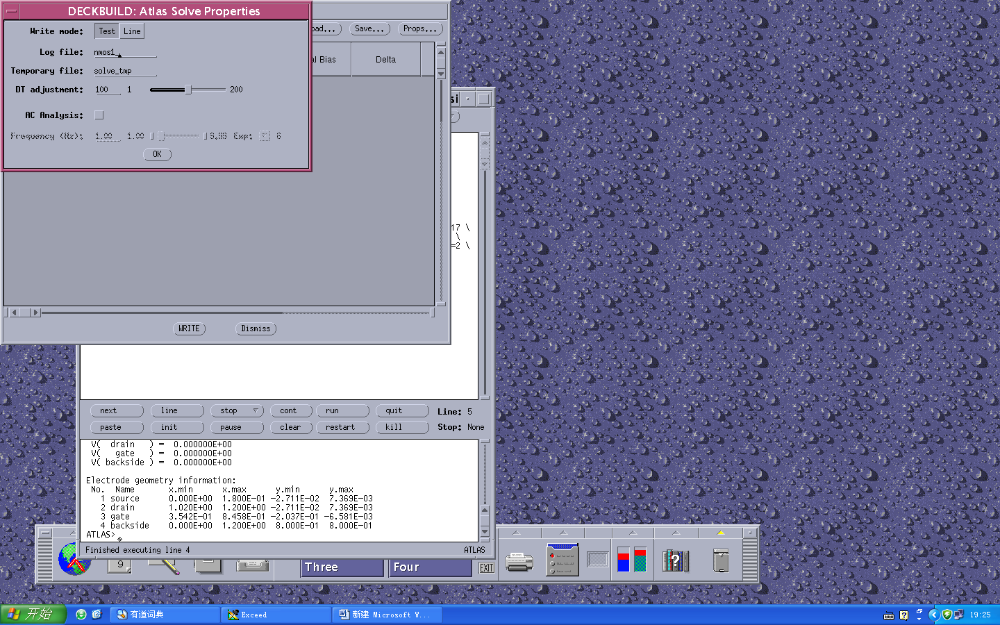 DECKBUILD: Atlas Solve Properties
Write mode: Test Line
Log file: nmos1_
Temporary file: solve_tmp
DT adjustment: 100 1 200
AC Analysis:
Frequency (Hz): 1.00 1.00 9.99 Exp: 6
OK
oad... Save... Props...
al Bias Delta
si
17 \
\
=2 \
WRITE Dismiss
next line stop cont run quit Line: 5
paste init pause clear restart kill Stop: None
V( drain ) = 0.000000E+00
V( gate ) = 0.000000E+00
V( backside ) = 0.000000E+00
Electrode geometry information:
No. Name x.min x.max y.min y.max
1 source 0.000E+00 1.800E-01 -2.711E-02 7.369E-03
2 drain 1.020E+00 1.200E+00 -2.711E-02 7.369E-03
3 gate 3.542E-01 8.458E-01 -2.037E-01 -6.581E-03
4 backside 0.000E+00 1.200E+00 8.000E-01 8.000E-01
ATLAS>
Finished executing line 4 ATLAS
9 Three Four EXIT
开始 有道词典 Exceed 新建 Microsoft W... 19:25